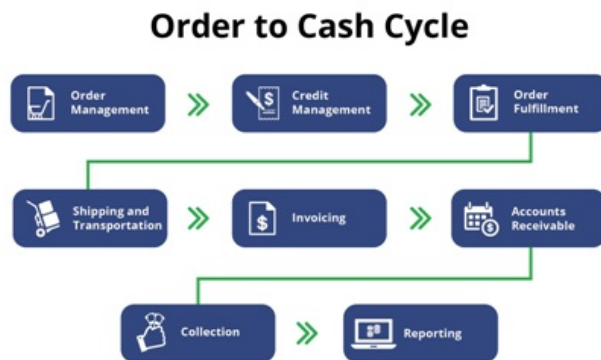 Order to Cash Cycle
Order
Management
Credit
Management
Order
Fulfillment
Shipping and
Transportation
Invoicing
Accounts
Receivable
Collection
Reporting